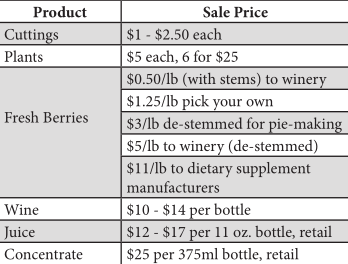 Product Sale Price
Cuttings $1 - $2.50 each
Plants $5 each, 6 for $25
Fresh Berries
$0.50/lb (with stems) to winery
$1.25/lb pick your own
$3/lb de-stemmed for pie-making
$5/lb to winery (de-stemmed)
$11/lb to dietary supplement
manufacturers
Wine $10 - $14 per bottle
Juice $12 - $17 per 11 oz. bottle, retail
Concentrate $25 per 375ml bottle, retail